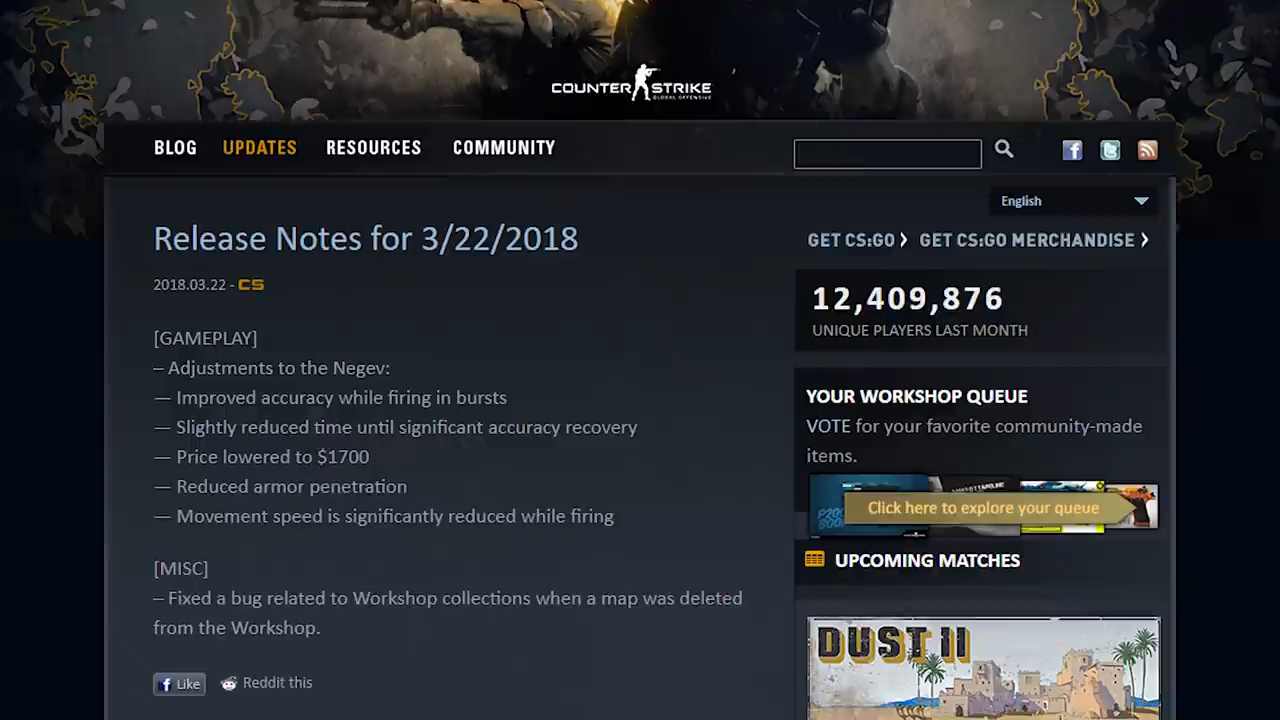 COUNTER STRIKE
GLOBAL OFFENSIVE
BLOG UPDATES RESOURCES COMMUNITY
English
Release Notes for 3/22/2018
GET CS:GO GET CS:GO MERCHANDISE
2018.03.22 - CS
12,409,876
UNIQUE PLAYERS LAST MONTH
[GAMEPLAY]
– Adjustments to the Negev:
— Improved accuracy while firing in bursts
— Slightly reduced time until significant accuracy recovery
— Price lowered to $1700
— Reduced armor penetration
— Movement speed is significantly reduced while firing
[MISC]
– Fixed a bug related to Workshop collections when a map was deleted
from the Workshop.
Like Reddit this
YOUR WORKSHOP QUEUE
VOTE for your favorite community-made
items.
Click here to explore your queue
UPCOMING MATCHES
DUST II